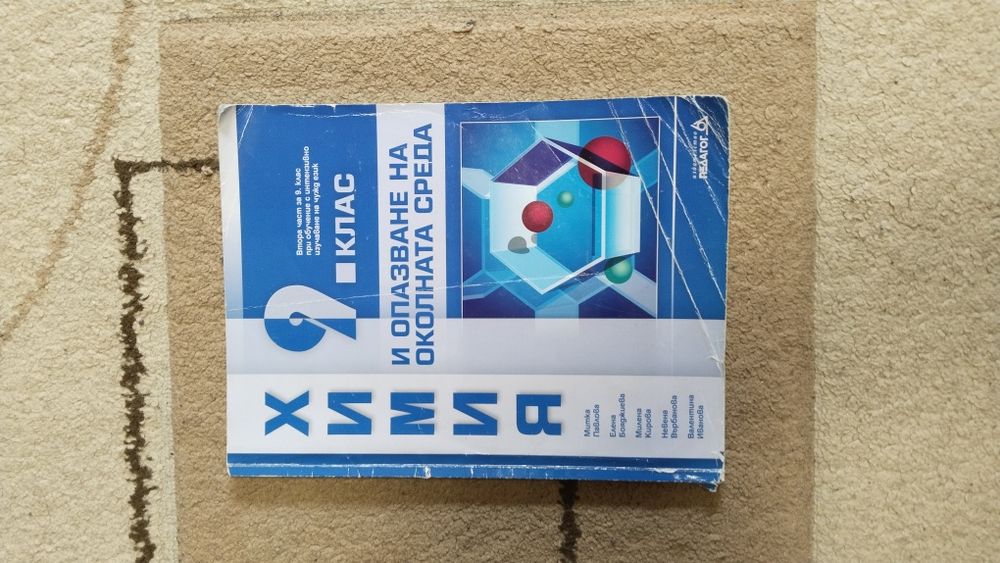 Втора част за 9. клас
при обучение с интензивно
изучаване на чужд език
9 КЛАС
ХИМИЯ
И ОПАЗВАНЕ НА
ОКОЛНАТА СРЕДА
Митка
Павлова
Елена
Бояджиева
Милена
Кирова
Невена
Върбанова
Валентина
Иванова
издателство
ПЕДАГОГ 6